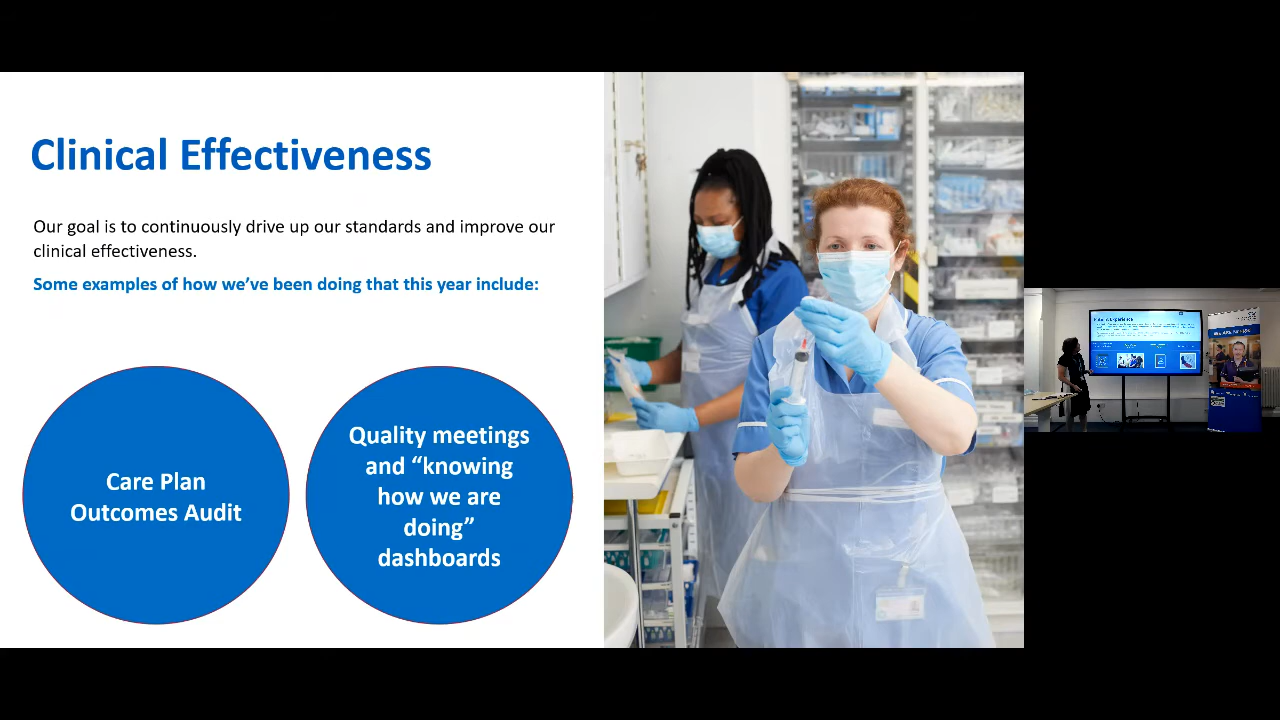 Clinical Effectiveness
Our goal is to continuously drive up our standards and improve our
clinical effectiveness.
Some examples of how we’ve been doing that this year include:
Care Plan
Outcomes Audit
Quality meetings
and “knowing
how we are
doing”
dashboards
Patient Experience